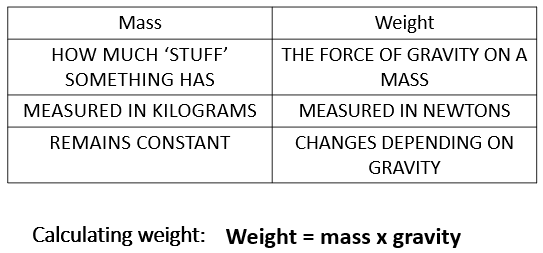 Mass
Weight
HOW MUCH ‘STUFF’
SOMETHING HAS
THE FORCE OF GRAVITY ON A
MASS
MEASURED IN KILOGRAMS
MEASURED IN NEWTONS
REMAINS CONSTANT
CHANGES DEPENDING ON
GRAVITY
Calculating weight: Weight = mass x gravity